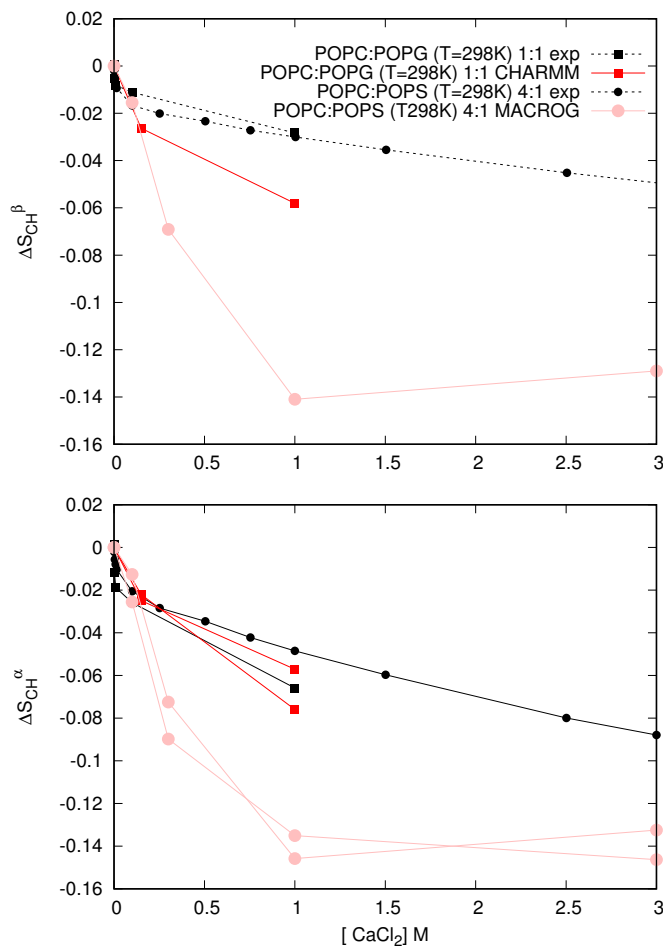 POPC:POPG (T=298K) 1:1 exp
POPC:POPG (T=298K) 1:1 CHARMM
POPC:POPS (T=298K) 4:1 exp
POPC:POPS (T298K) 4:1 MACROG
0.02
0
-0.02
-0.04
-0.06
-0.08
-0.1
-0.12
-0.14
-0.16
ΔS_CH^β
0 0.5 1 1.5 2 2.5 3
0.02
0
-0.02
-0.04
-0.06
-0.08
-0.1
-0.12
-0.14
-0.16
ΔS_CH^α
0 0.5 1 1.5 2 2.5 3
[ CaCl₂] M